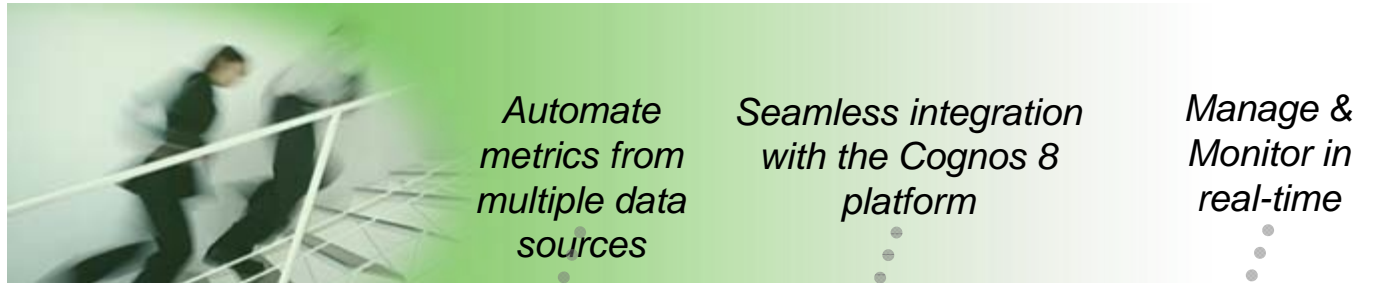 Automate
metrics from
multiple data
sources
Seamless integration
with the Cognos 8
platform
Manage &
Monitor in
real-time